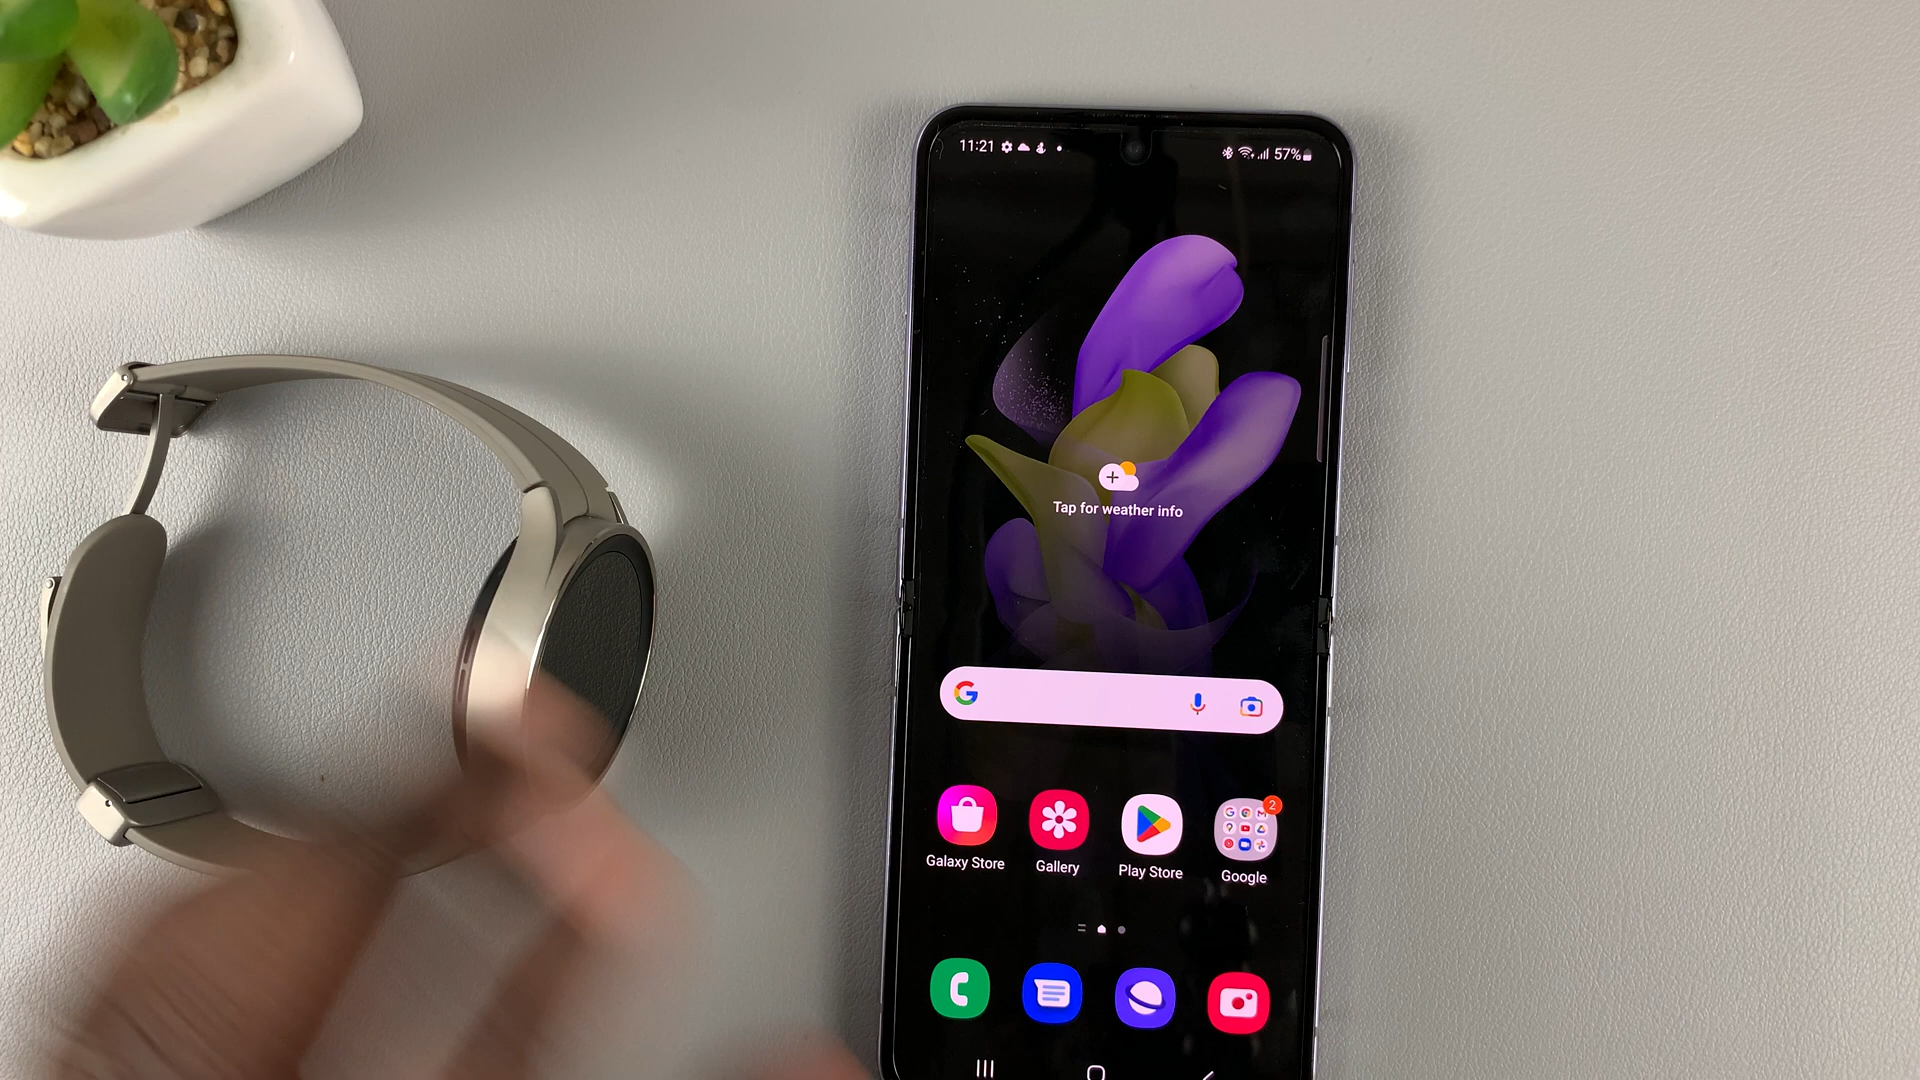 11:21
57%
Tap for weather info
2
Galaxy Store
Gallery
Play Store
Google